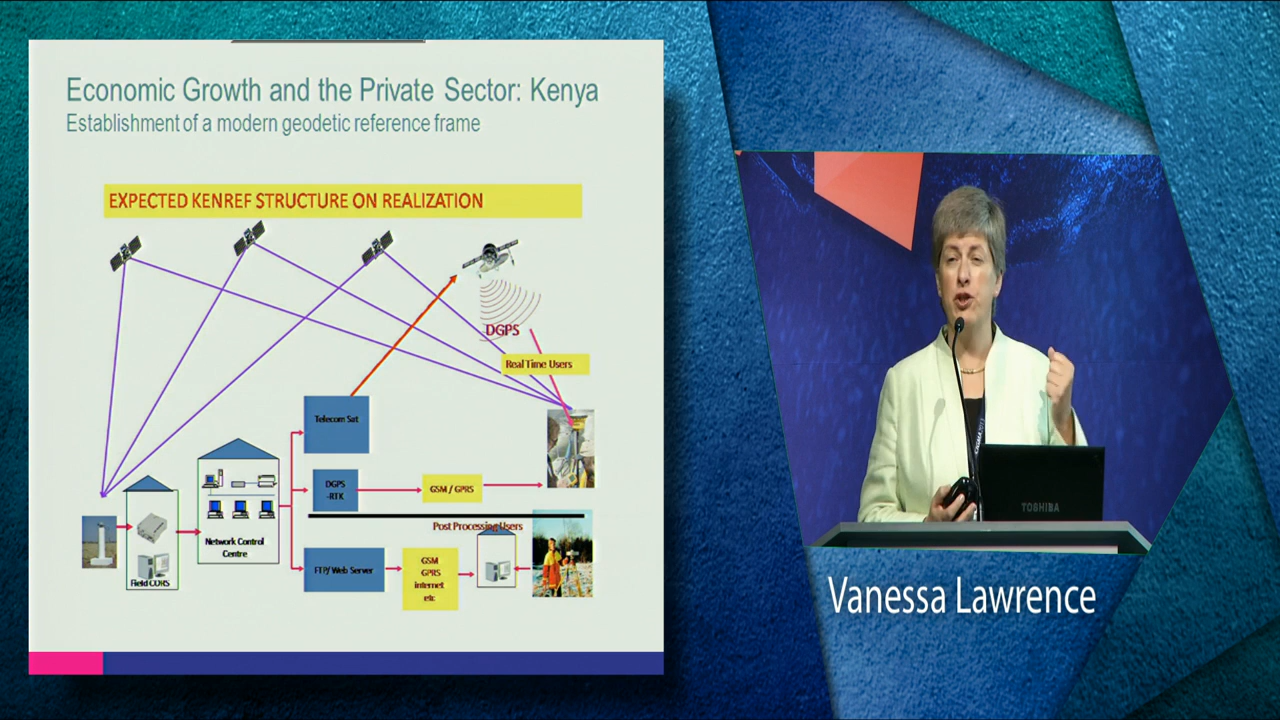 Economic Growth and the Private Sector: Kenya
Establishment of a modern geodetic reference frame
EXPECTED KENREF STRUCTURE ON REALIZATION
DGPS
Real Time Users
Telecom Sat
DGPS
-RTK
GSM / GPRS
Post Processing Users
Network Control
Centre
Field CORS
FTP/ Web Server
GSM
GPRS
internet
etc
TOSHIBA
Vanessa Lawrence